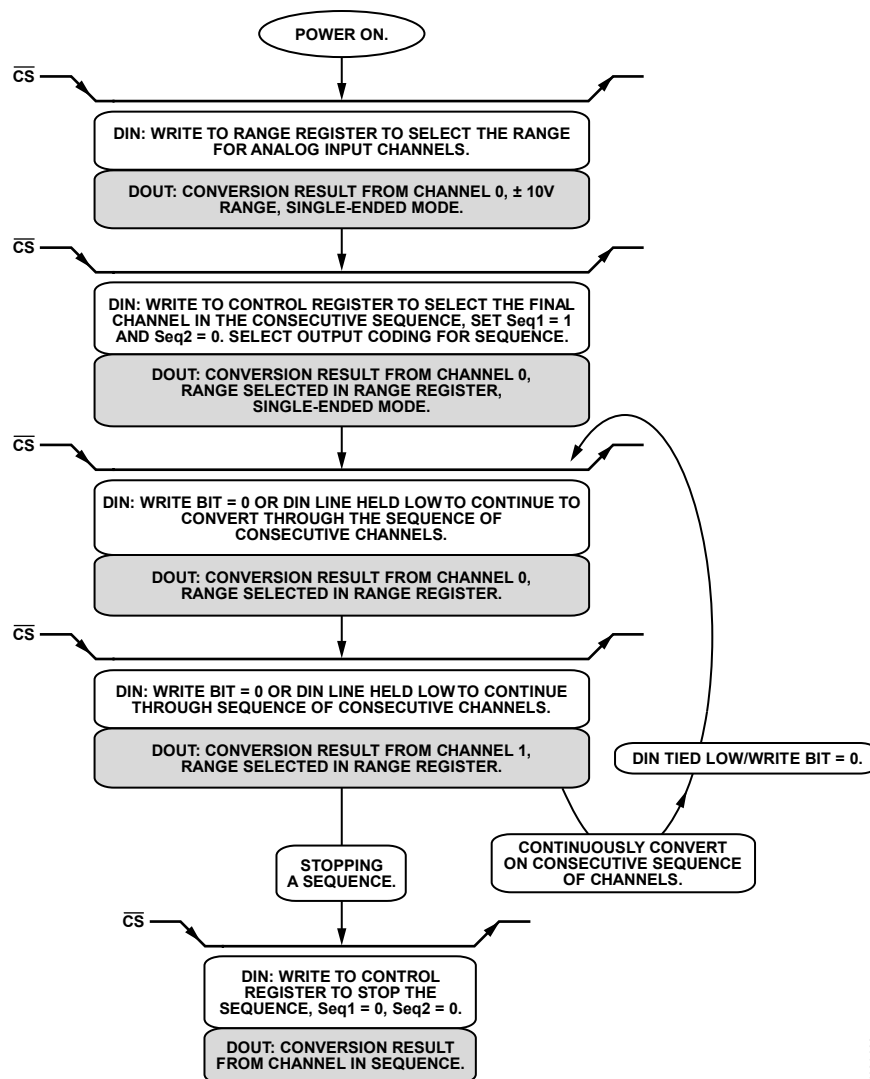 POWER ON.
CS
DIN: WRITE TO RANGE REGISTER TO SELECT THE RANGE
FOR ANALOG INPUT CHANNELS.
DOUT: CONVERSION RESULT FROM CHANNEL 0, ± 10V
RANGE, SINGLE-ENDED MODE.
CS
DIN: WRITE TO CONTROL REGISTER TO SELECT THE FINAL
CHANNEL IN THE CONSECUTIVE SEQUENCE, SET Seq1 = 1
AND Seq2 = 0. SELECT OUTPUT CODING FOR SEQUENCE.
DOUT: CONVERSION RESULT FROM CHANNEL 0,
RANGE SELECTED IN RANGE REGISTER,
SINGLE-ENDED MODE.
CS
DIN: WRITE BIT = 0 OR DIN LINE HELD LOW TO CONTINUE TO
CONVERT THROUGH THE SEQUENCE OF
CONSECUTIVE CHANNELS.
DOUT: CONVERSION RESULT FROM CHANNEL 0,
RANGE SELECTED IN RANGE REGISTER.
CS
DIN: WRITE BIT = 0 OR DIN LINE HELD LOW TO CONTINUE
THROUGH SEQUENCE OF CONSECUTIVE CHANNELS.
DOUT: CONVERSION RESULT FROM CHANNEL 1,
RANGE SELECTED IN RANGE REGISTER.
DIN TIED LOW/WRITE BIT = 0.
CONTINUOUSLY CONVERT
ON CONSECUTIVE SEQUENCE
OF CHANNELS.
STOPPING
A SEQUENCE.
CS
DIN: WRITE TO CONTROL
REGISTER TO STOP THE
SEQUENCE, Seq1 = 0, Seq2 = 0.
DOUT: CONVERSION RESULT
FROM CHANNEL IN SEQUENCE.